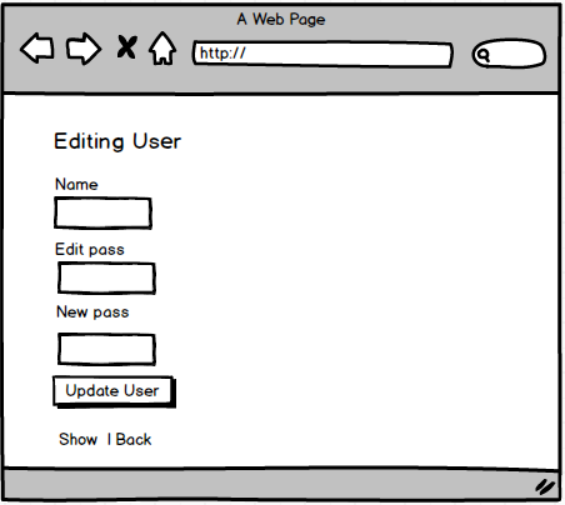 A Web Page
http://
Editing User
Name
Edit pass
New pass
Update User
Show | Back